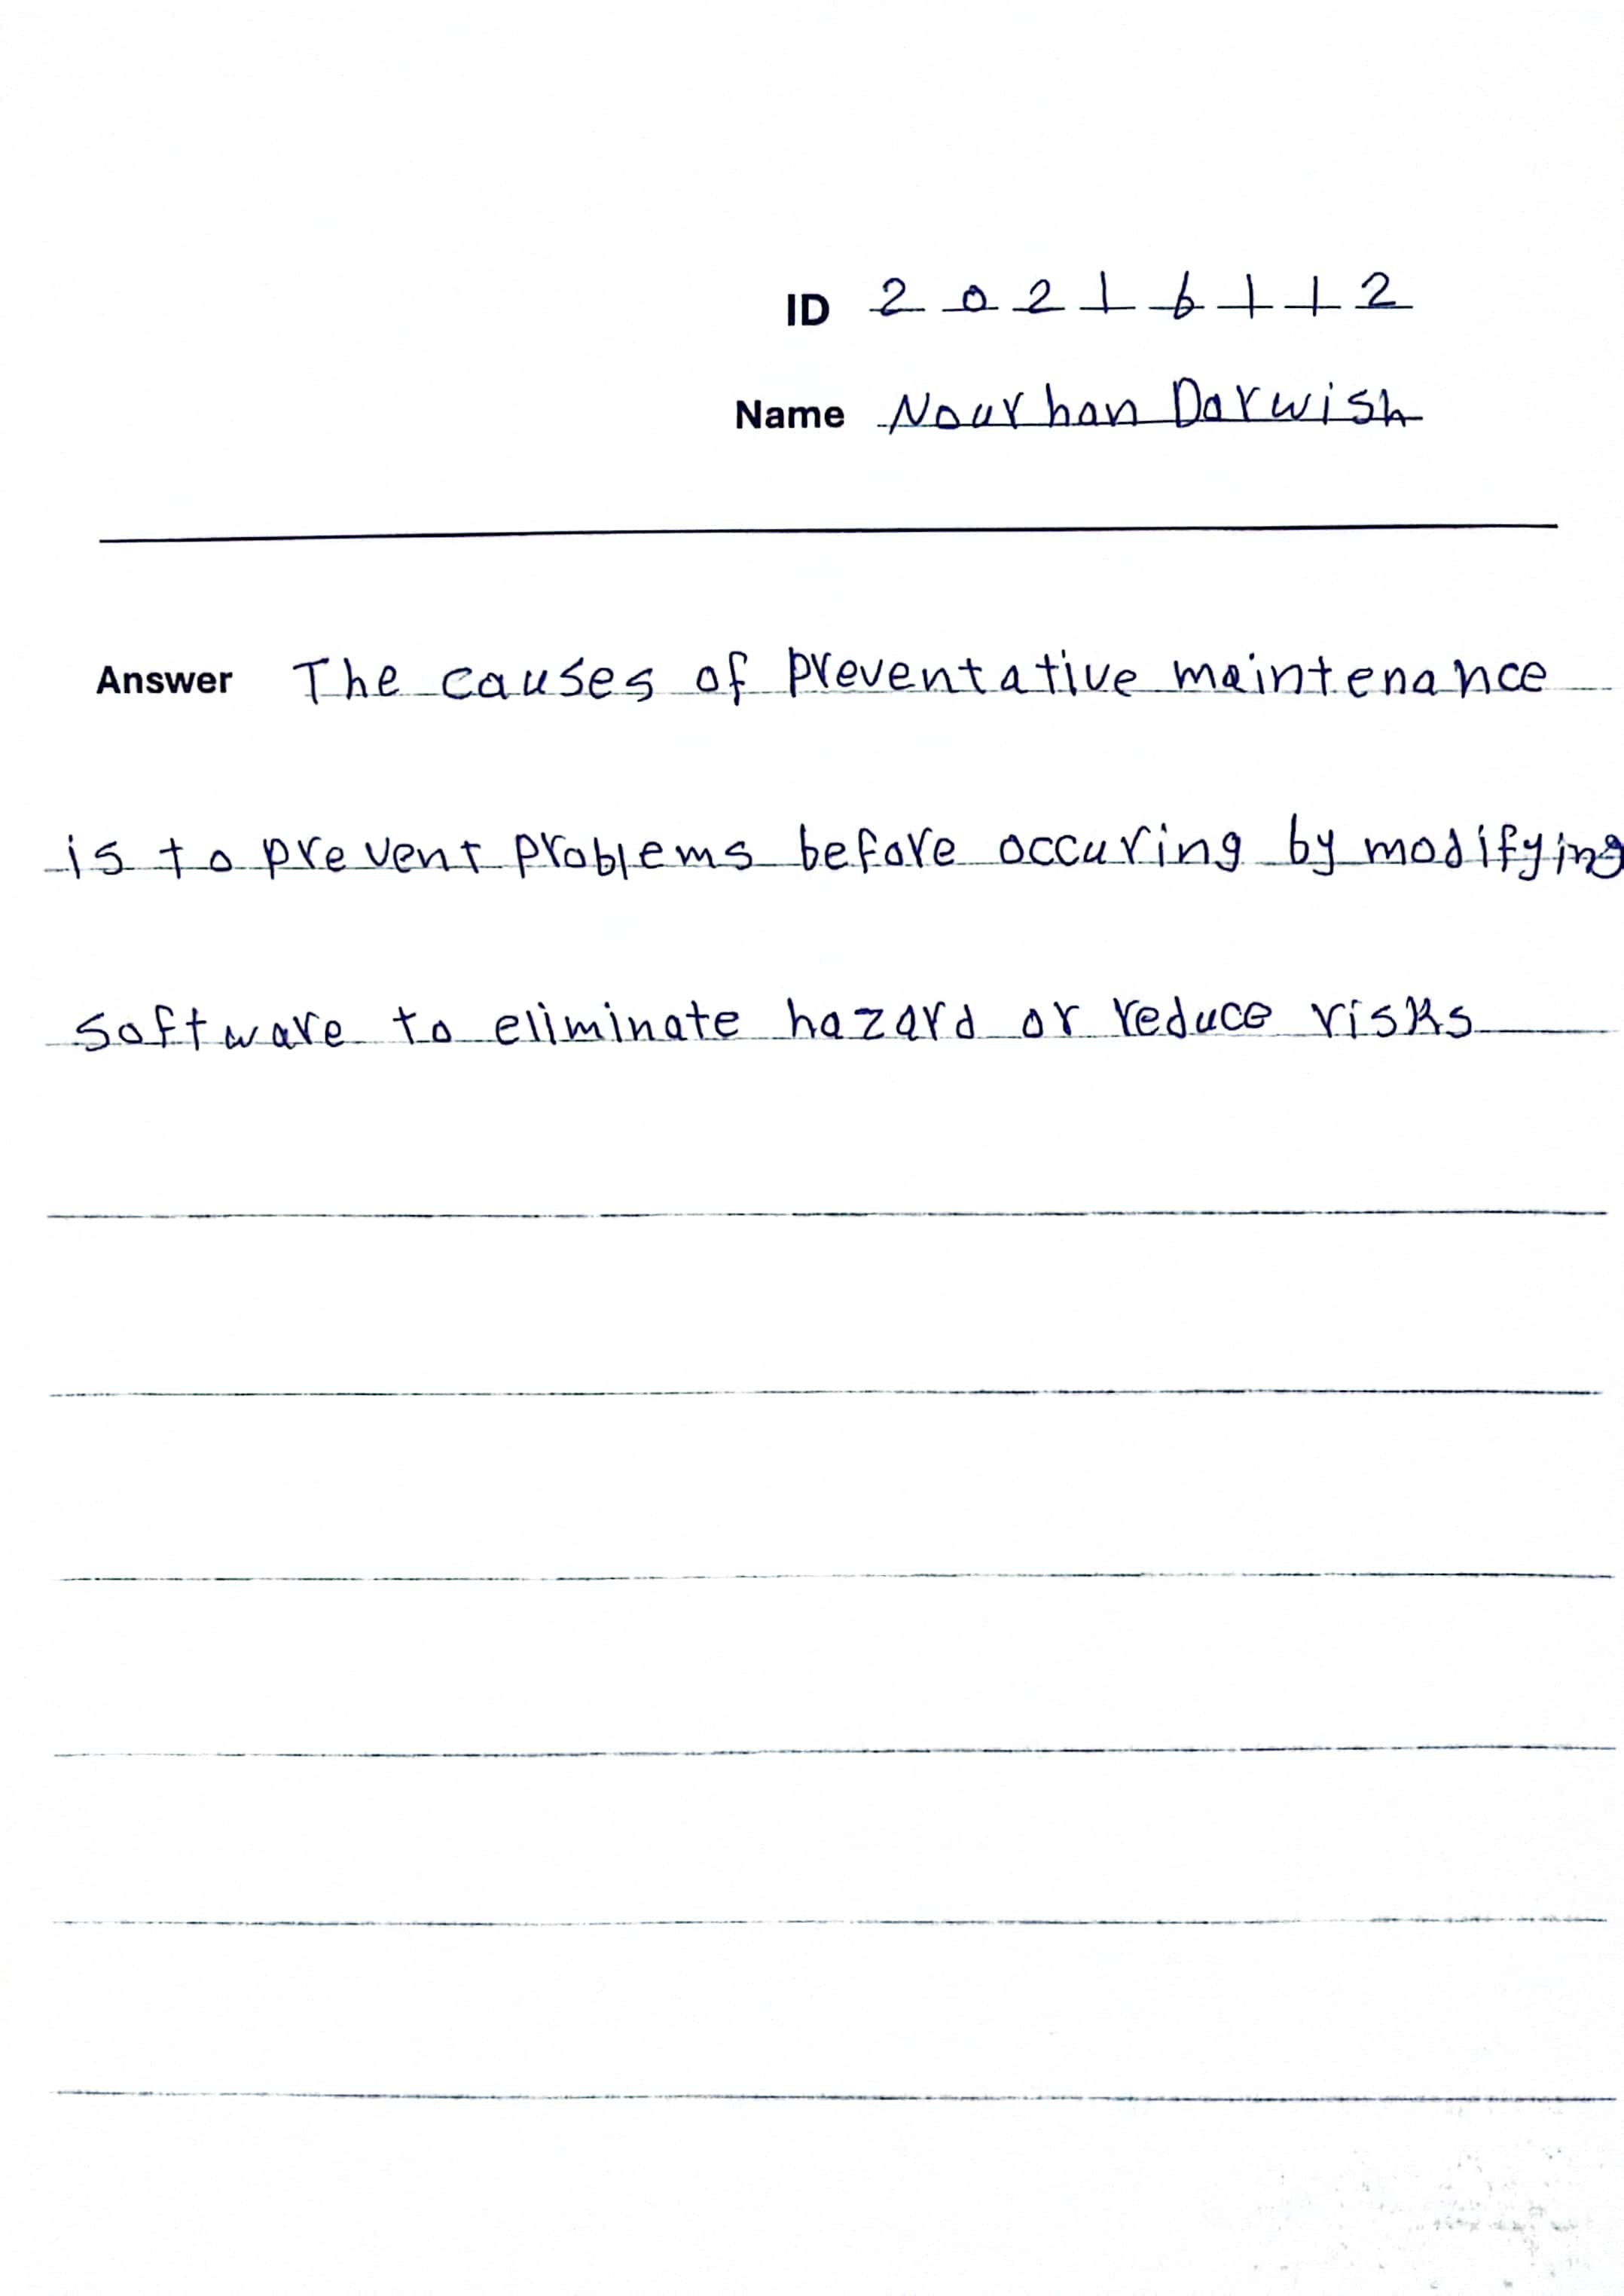 ID 20216112
Name Nourhan Darwish
Answer The causes of preventative maintenance
is to prevent problems before occuring by modifying
software to eliminate hazard or reduce risks